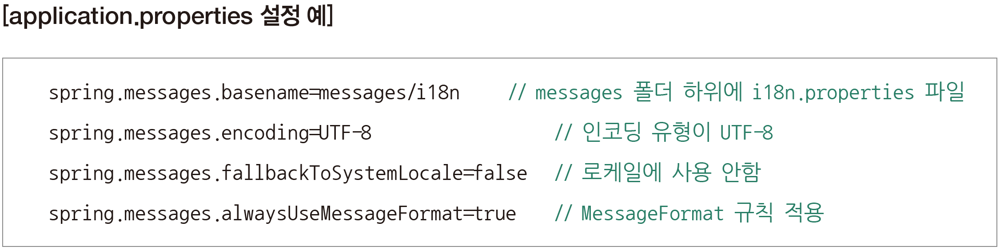 [application.properties 설정 예]
spring.messages.basename=messages/i18n // messages 폴더 하위에 i18n.properties 파일
spring.messages.encoding=UTF-8 // 인코딩 유형이 UTF-8
spring.messages.fallbackToSystemLocale=false // 로케일에 사용 안함
spring.messages.alwaysUseMessageFormat=true // MessageFormat 규칙 적용